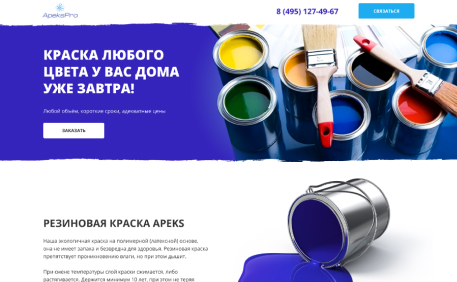 ApeksPro
8 (495) 127-49-67
СВЯЗАТЬСЯ
КРАСКА ЛЮБОГО
ЦВЕТА У ВАС ДОМА
УЖЕ ЗАВТРА!
Любой объём, короткие сроки, адекватные цены
ЗАКАЗАТЬ
РЕЗИНОВАЯ КРАСКА APEKS
Наша экологичная краска на полимерной (латексной) основе,
она не имеет запаха и безвредна для здоровья. Резиновая краска
препятствует проникновению влаги, но при этом дышит.
При смене температуры слой краски сжимается, либо
растягивается. Держится минимум 10 лет, при этом не теряя